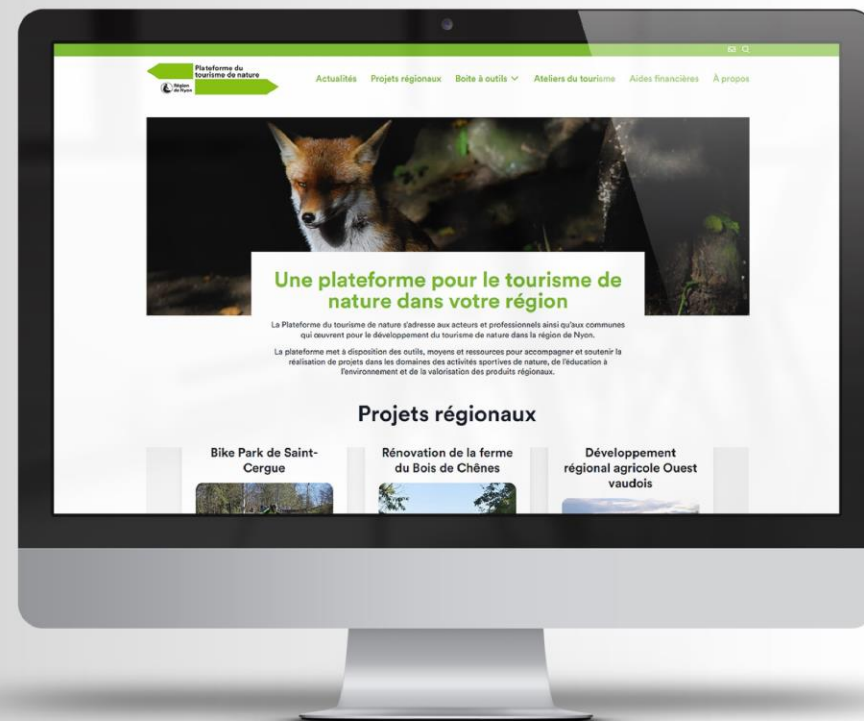 Plateforme du
tourisme de nature
Région
de Nyon
Actualités Projets régionaux Boite à outils Ateliers du tourisme Aides financières À propos
Une plateforme pour le tourisme de
nature dans votre région
La Plateforme du tourisme de nature s'adresse aux acteurs et professionnels ainsi qu'aux communes
qui œuvrent pour le développement du tourisme de nature dans la région de Nyon.
La plateforme met à disposition des outils, moyens et ressources pour accompagner et soutenir la
réalisation de projets dans les domaines des activités sportives de nature, de l'éducation à
l'environnement et de la valorisation des produits régionaux.
Projets régionaux
Bike Park de Saint-
Cergue
Rénovation de la ferme
du Bois de Chênes
Développement
régional agricole Ouest
vaudois